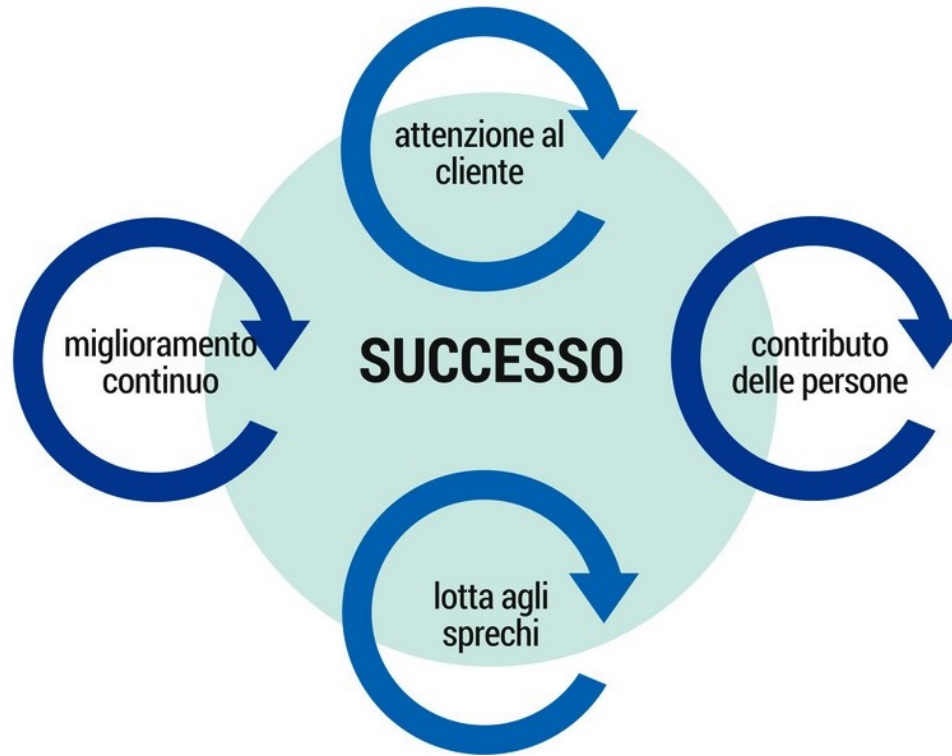 attenzione al
cliente
miglioramento
continuo
SUCCESSO
contributo
delle persone
lotta agli
sprechi